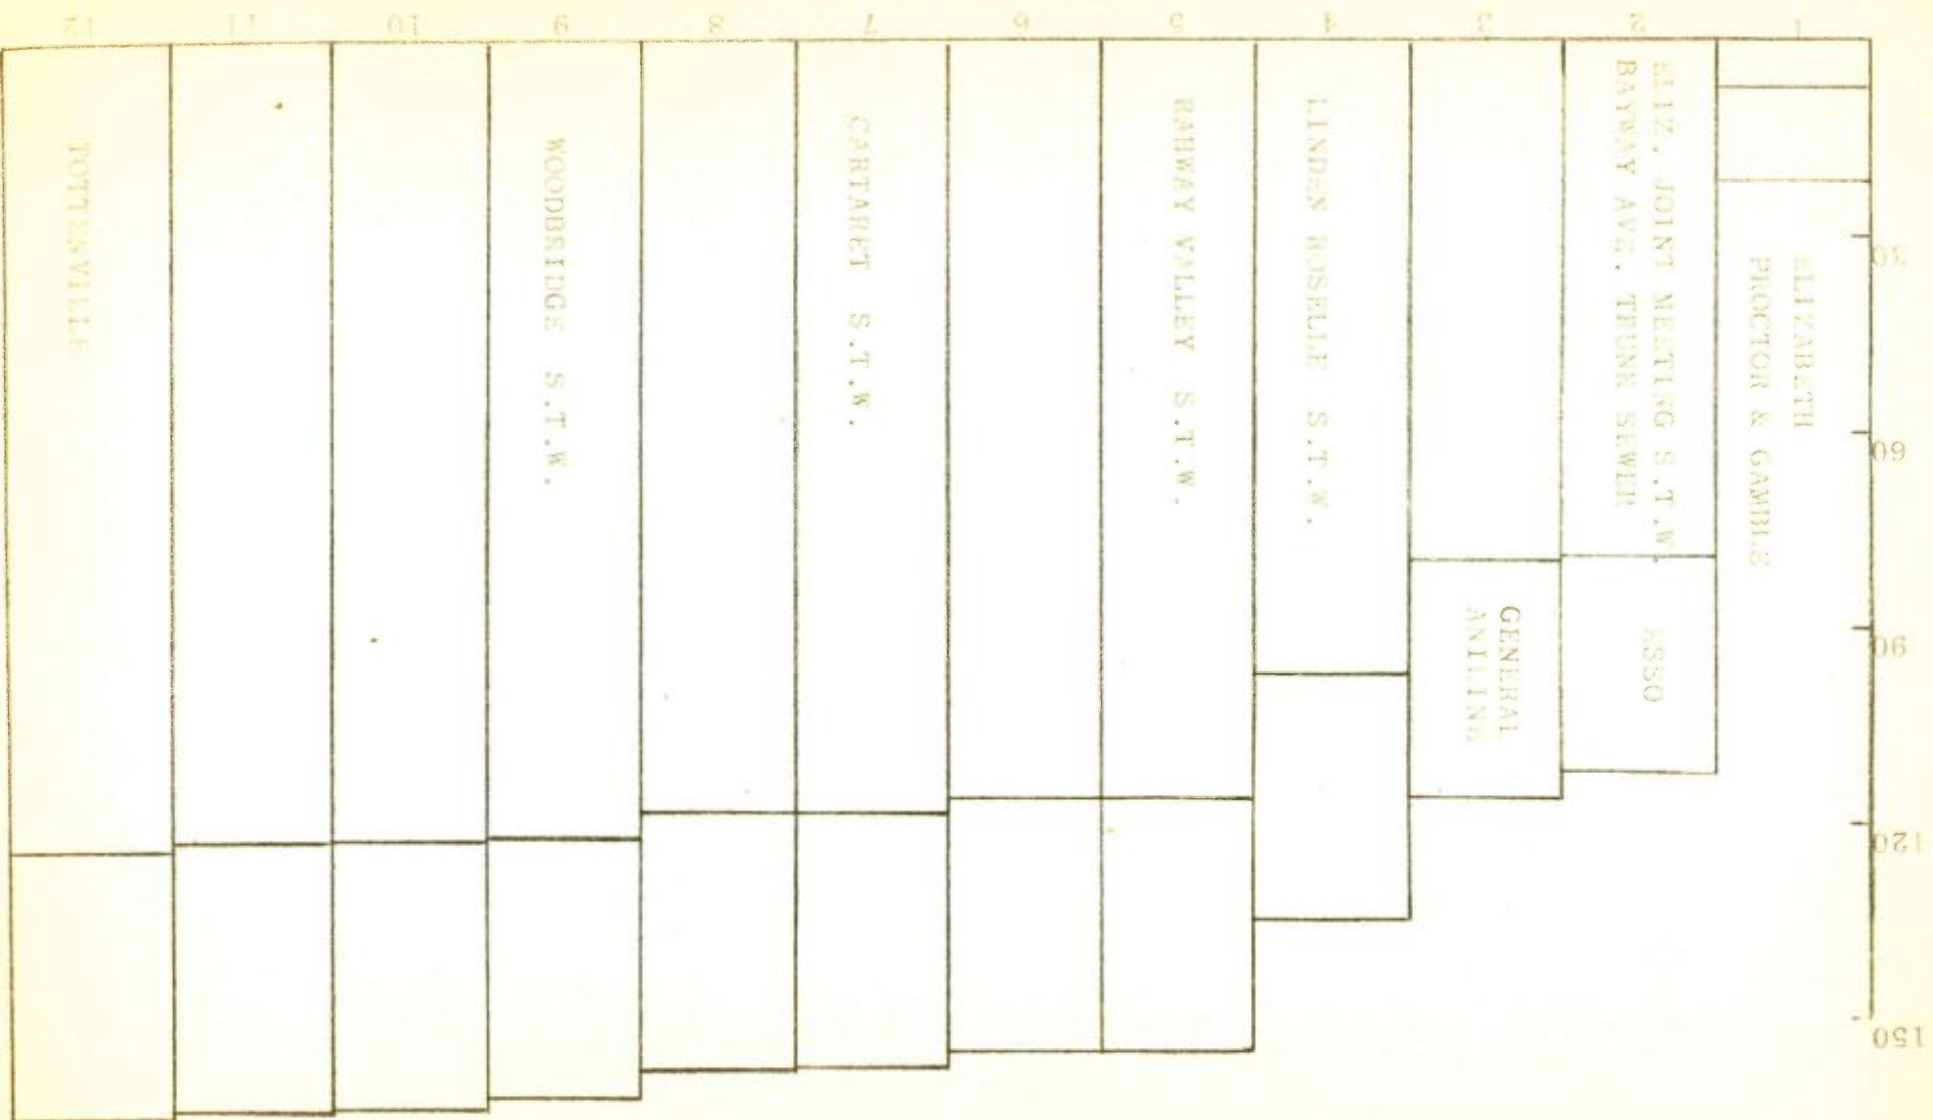 1
2
3
4
5
6
7
8
9
10
11
12
30
60
90
120
150
ELIZABETH
PROCTOR & GAMBLE
ELIZ. JOINT MEETING S.T.W.
BAYWAY AVE. TRUNK SEWER
ESSO
GENERAL
ANILINE
LINDEN ROSELLE S.T.W.
RAHWAY VALLEY S.T.W.
CARTARET S.T.W.
WOODBRIDGE S.T.W.
TOTTENVILLE